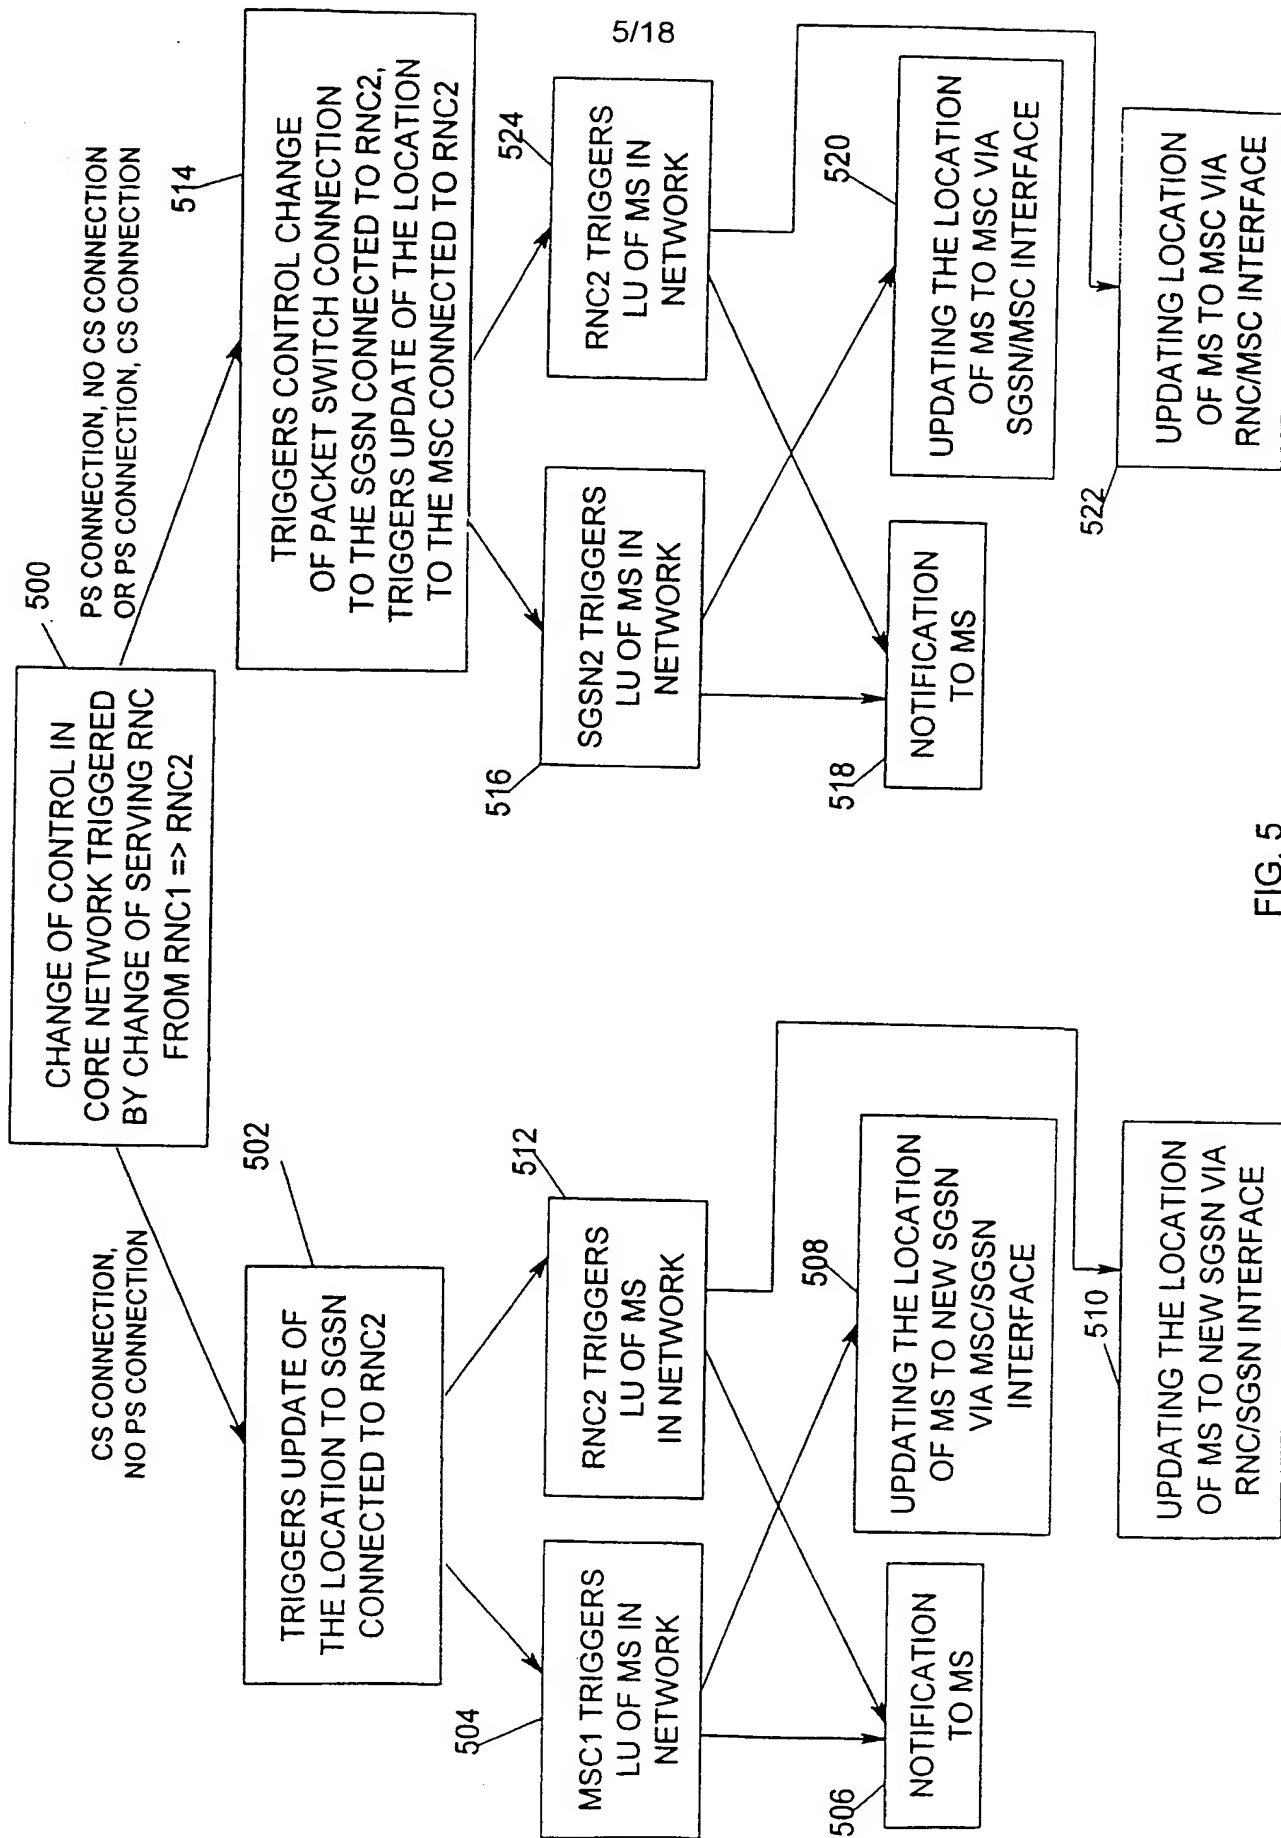 5/18
500
CHANGE OF CONTROL IN
CORE NETWORK TRIGGERED
BY CHANGE OF SERVING RNC
FROM RNC1 => RNC2
CS CONNECTION,
NO PS CONNECTION
PS CONNECTION, NO CS CONNECTION
OR PS CONNECTION, CS CONNECTION
502
TRIGGERS UPDATE OF
THE LOCATION TO SGSN
CONNECTED TO RNC2
514
TRIGGERS CONTROL CHANGE
OF PACKET SWITCH CONNECTION
TO THE SGSN CONNECTED TO RNC2,
TRIGGERS UPDATE OF THE LOCATION
TO THE MSC CONNECTED TO RNC2
504
MSC1 TRIGGERS
LU OF MS IN
NETWORK
512
RNC2 TRIGGERS
LU OF MS
IN NETWORK
516
SGSN2 TRIGGERS
LU OF MS IN
NETWORK
524
RNC2 TRIGGERS
LU OF MS IN
NETWORK
506
NOTIFICATION
TO MS
508
UPDATING THE LOCATION
OF MS TO NEW SGSN
VIA MSC/SGSN
INTERFACE
518
NOTIFICATION
TO MS
520
UPDATING THE LOCATION
OF MS TO MSC VIA
SGSN/MSC INTERFACE
510
UPDATING THE LOCATION
OF MS TO NEW SGSN VIA
RNC/SGSN INTERFACE
522
UPDATING LOCATION
OF MS TO MSC VIA
RNC/MSC INTERFACE
FIG. 5